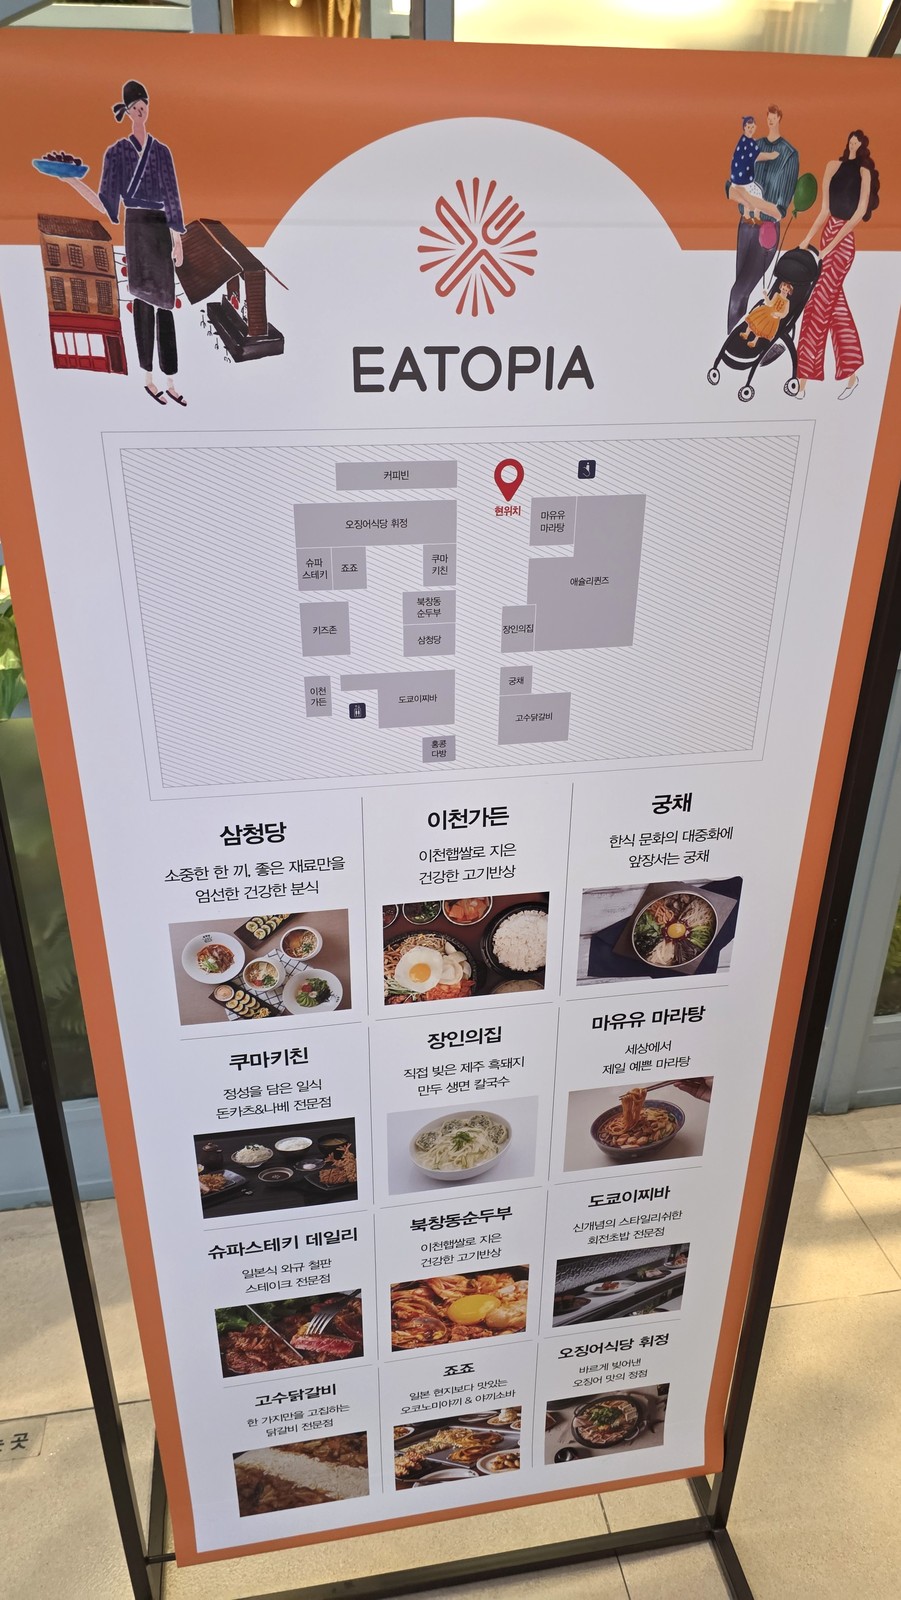 EATOPIA
커피빈
현위치
오징어식당 휘정
마유유
마라탕
슈파
스테키
죠죠
쿠마
키친
애슐리퀸즈
키즈존
북창동
순두부
삼청당
장인의집
이천
가든
도쿄이찌바
궁채
고수닭갈비
홍콩
다방
삼청당
소중한 한 끼, 좋은 재료만을
엄선한 건강한 분식
이천가든
이천햅쌀로 지은
건강한 고기반상
궁채
한식 문화의 대중화에
앞장서는 궁채
쿠마키친
정성을 담은 일식
돈카츠&나베 전문점
장인의집
직접 빚은 제주 흑돼지
만두 생면 칼국수
마유유 마라탕
세상에서
제일 예쁜 마라탕
슈파스테키 데일리
일본식 와규 철판
스테이크 전문점
북창동순두부
이천햅쌀로 지은
건강한 고기반상
도쿄이찌바
신개념의 스타일리쉬한
회전초밥 전문점
고수닭갈비
한 가지만을 고집하는
닭갈비 전문점
죠죠
일본 현지보다 맛있는
오코노미야끼 & 야끼소바
오징어식당 휘정
바르게 빚어낸
오징어 맛의 정점
는 곳